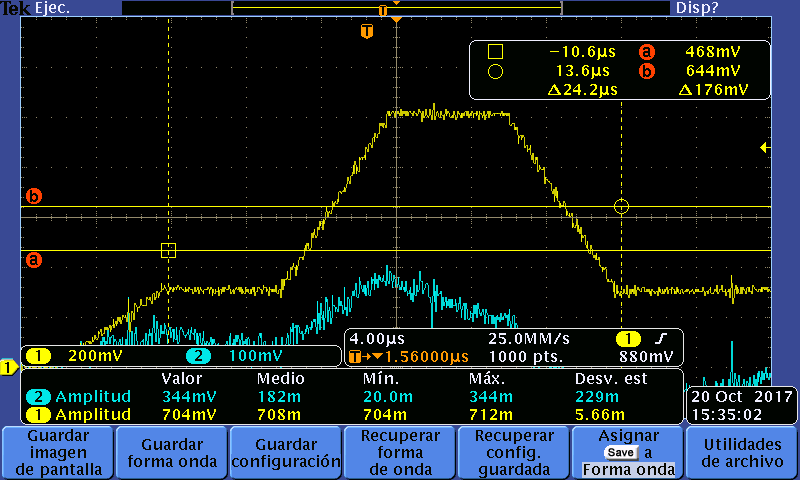 Tek Ejec. Disp?
T
T
−10.6µs a 468mV
13.6µs b 644mV
Δ24.2µs Δ176mV
b
a
1
1 200mV 2 100mV
4.00µs 25.0MM/s 1
T→▼1.56000µs 1000 pts. 880mV
Valor Medio Mín. Máx. Desv. est
2 Amplitud 344mV 182m 20.0m 344m 229m
1 Amplitud 704mV 708m 704m 712m 5.66m
20 Oct 2017
15:35:02
Guardar
imagen
de pantalla
Guardar
forma onda
Guardar
configuración
Recuperar
forma
de onda
Recuperar
config.
guardada
Asignar
Save a
Forma onda
Utilidades
de archivo